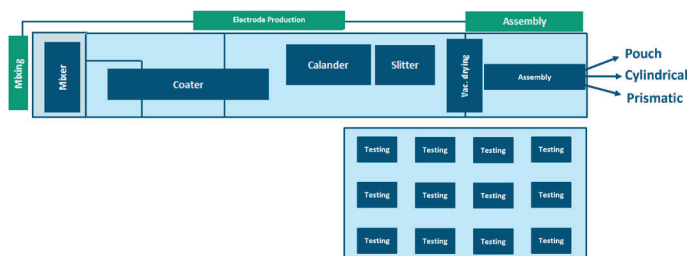 Electrode Production
Assembly
Mixing
Mixer
Coater
Calander
Slitter
Vac. drying
Assembly
Pouch
Cylindrical
Prismatic
Testing
Testing
Testing
Testing
Testing
Testing
Testing
Testing
Testing
Testing
Testing
Testing